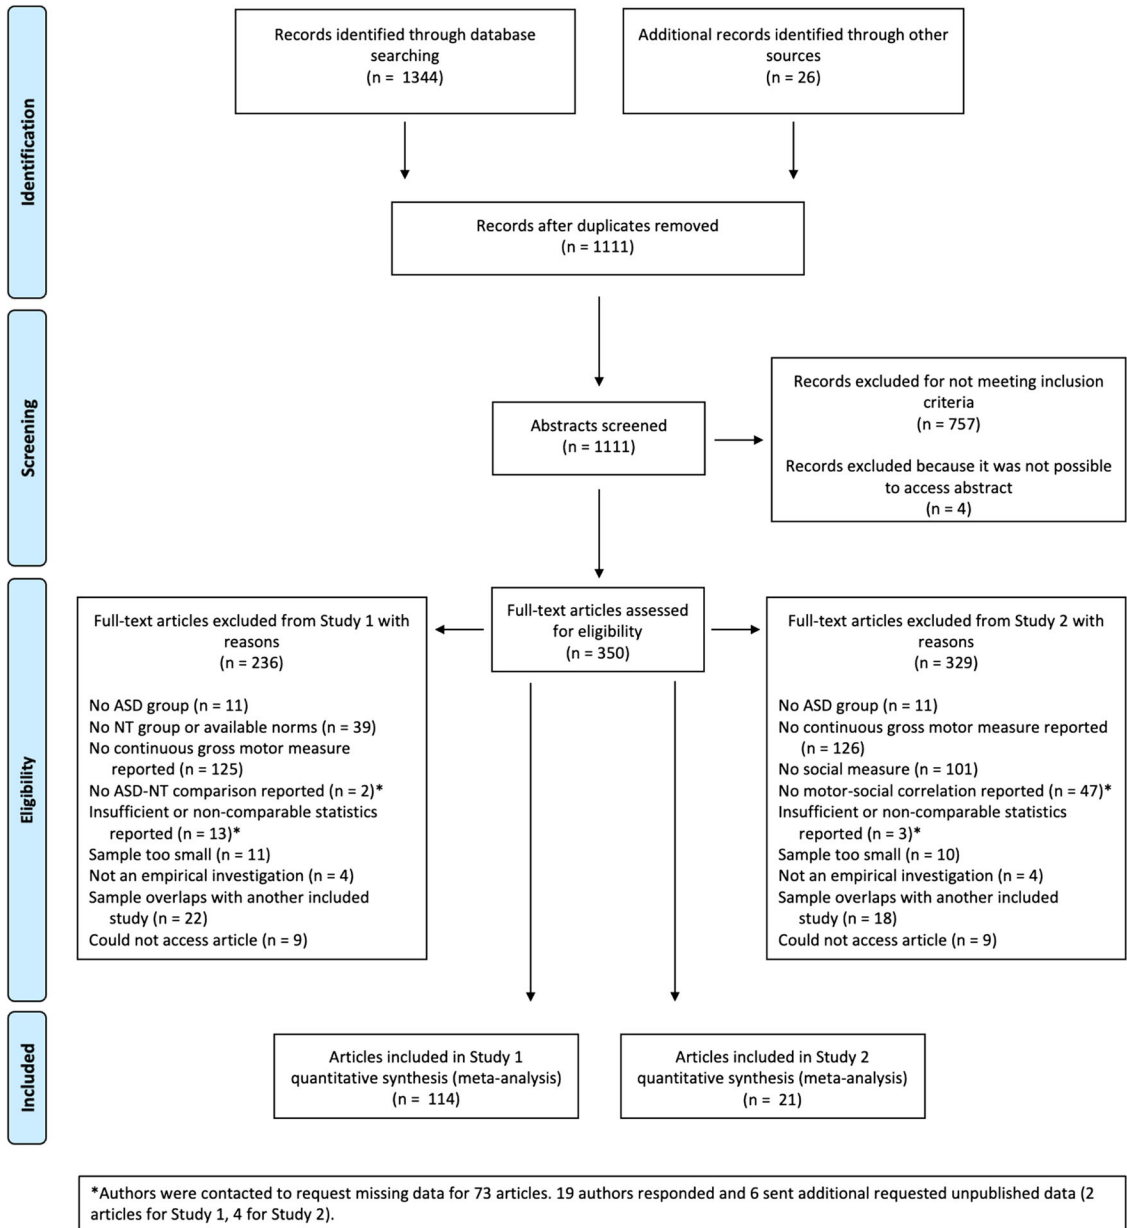 Identification
Records identified through database
searching
(n =  1344)
Additional records identified through other
sources
(n = 26)
Records after duplicates removed
(n = 1111)
Screening
Abstracts screened
(n = 1111)
Records excluded for not meeting inclusion
criteria
(n = 757)
Records excluded because it was not possible
to access abstract
(n = 4)
Eligibility
Full-text articles excluded from Study 1 with
reasons
(n = 236)
No ASD group (n = 11)
No NT group or available norms (n = 39)
No continuous gross motor measure
reported (n = 125)
No ASD-NT comparison reported (n = 2)*
Insufficient or non-comparable statistics
reported (n = 13)*
Sample too small (n = 11)
Not an empirical investigation (n = 4)
Sample overlaps with another included
study (n = 22)
Could not access article (n = 9)
Full-text articles assessed
for eligibility
(n = 350)
Full-text articles excluded from Study 2 with
reasons
(n = 329)
No ASD group (n = 11)
No continuous gross motor measure reported
(n = 126)
No social measure (n = 101)
No motor-social correlation reported (n = 47)*
Insufficient or non-comparable statistics
reported (n = 3)*
Sample too small (n = 10)
Not an empirical investigation (n = 4)
Sample overlaps with another included
study (n = 18)
Could not access article (n = 9)
Included
Articles included in Study 1
quantitative synthesis (meta-analysis)
(n =  114)
Articles included in Study 2
quantitative synthesis (meta-analysis)
(n =  21)
*Authors were contacted to request missing data for 73 articles. 19 authors responded and 6 sent additional requested unpublished data (2
articles for Study 1, 4 for Study 2).